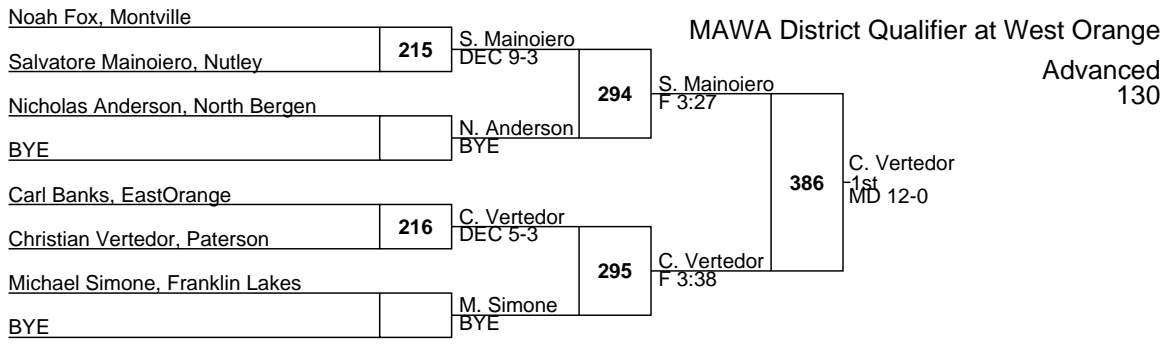 Noah Fox, Montville
MAWA District Qualifier at West Orange
215
S. Mainoiero
DEC 9-3
Salvatore Mainoiero, Nutley
Advanced
130
294
S. Mainoiero
F 3:27
Nicholas Anderson, North Bergen
N. Anderson
BYE
BYE
386
C. Vertedor
1st
MD 12-0
Carl Banks, EastOrange
216
C. Vertedor
DEC 5-3
Christian Vertedor, Paterson
295
C. Vertedor
F 3:38
Michael Simone, Franklin Lakes
M. Simone
BYE
BYE